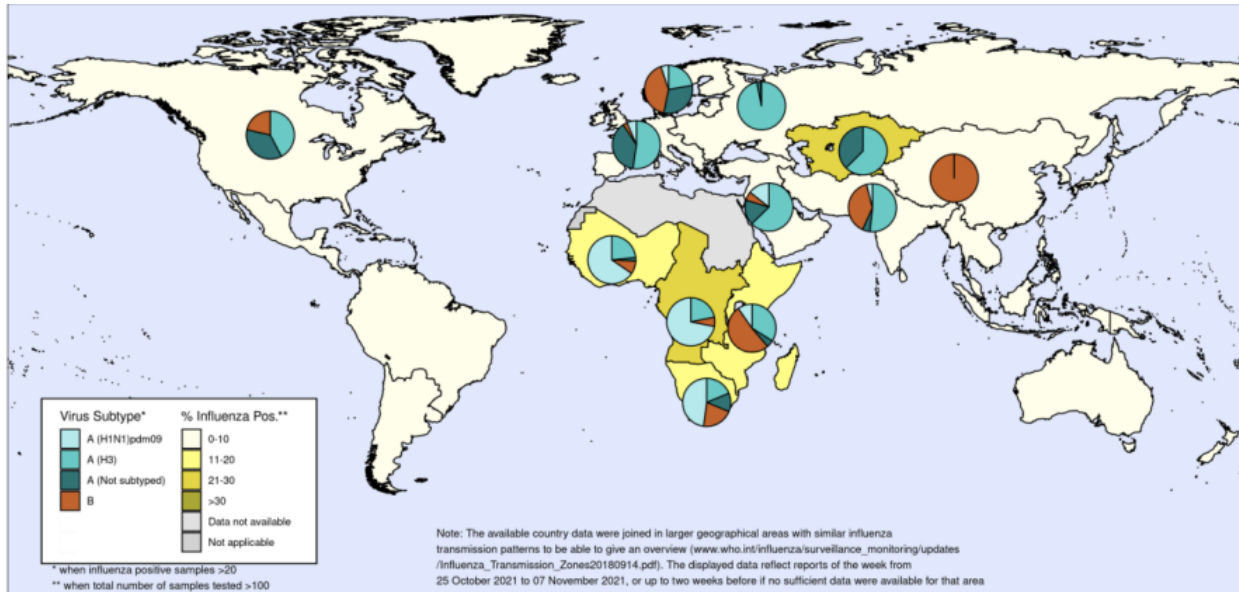 Virus Subtype*
A (H1N1)pdm09
A (H3)
A (Not subtyped)
B
% Influenza Pos.**
0-10
11-20
21-30
>30
Data not available
Not applicable
* when influenza positive samples >20
** when total number of samples tested >100
Note: The available country data were joined in larger geographical areas with similar influenza
transmission patterns to be able to give an overview (www.who.int/influenza/surveillance_monitoring/updates
/Influenza_Transmission_Zones20180914.pdf). The displayed data reflect reports of the week from
25 October 2021 to 07 November 2021, or up to two weeks before if no sufficient data were available for that area